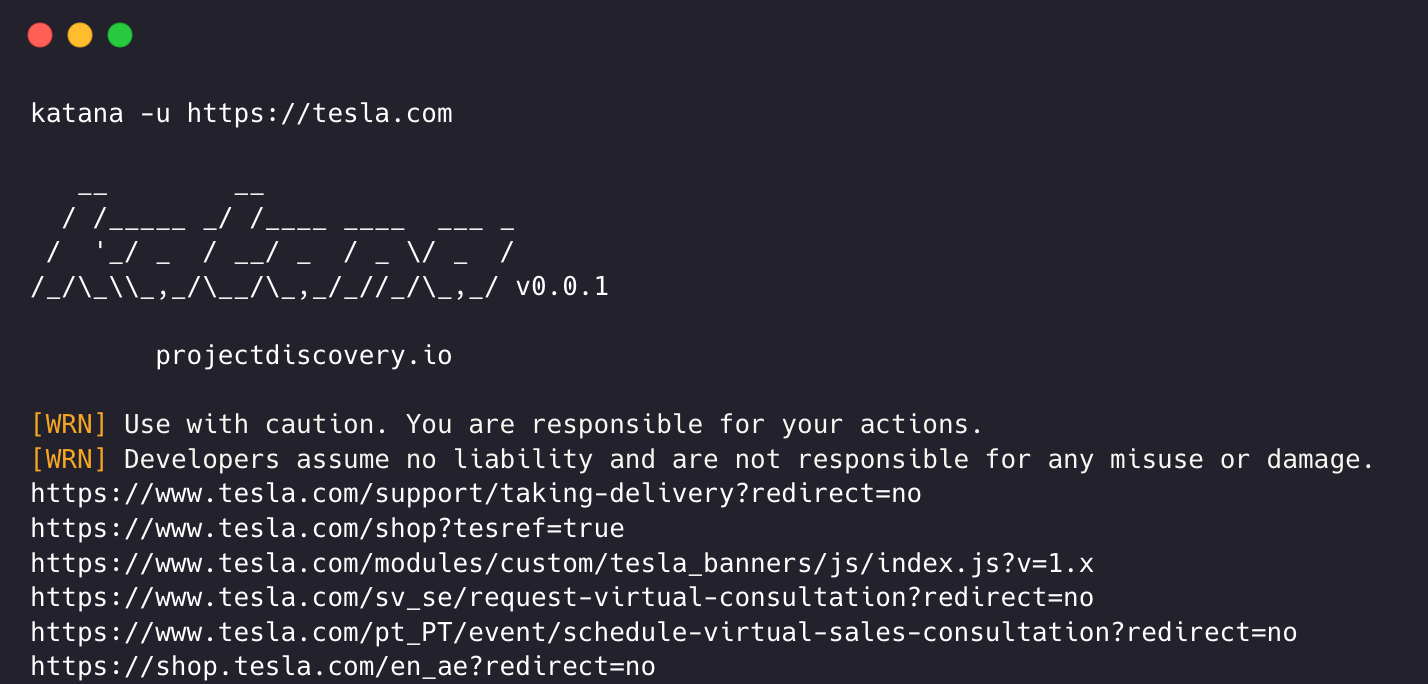 katana -u https://tesla.com
   __        __
  / /_____ _/ /____ ____  ___ _
 /  '_/ _  / __/ _  / _ \/ _  /
/_/\_\\_,_/\__/\_,_/_//_/\_,_/ v0.0.1
        projectdiscovery.io
[WRN] Use with caution. You are responsible for your actions.
[WRN] Developers assume no liability and are not responsible for any misuse or damage.
https://www.tesla.com/support/taking-delivery?redirect=no
https://www.tesla.com/shop?tesref=true
https://www.tesla.com/modules/custom/tesla_banners/js/index.js?v=1.x
https://www.tesla.com/sv_se/request-virtual-consultation?redirect=no
https://www.tesla.com/pt_PT/event/schedule-virtual-sales-consultation?redirect=no
https://shop.tesla.com/en_ae?redirect=no